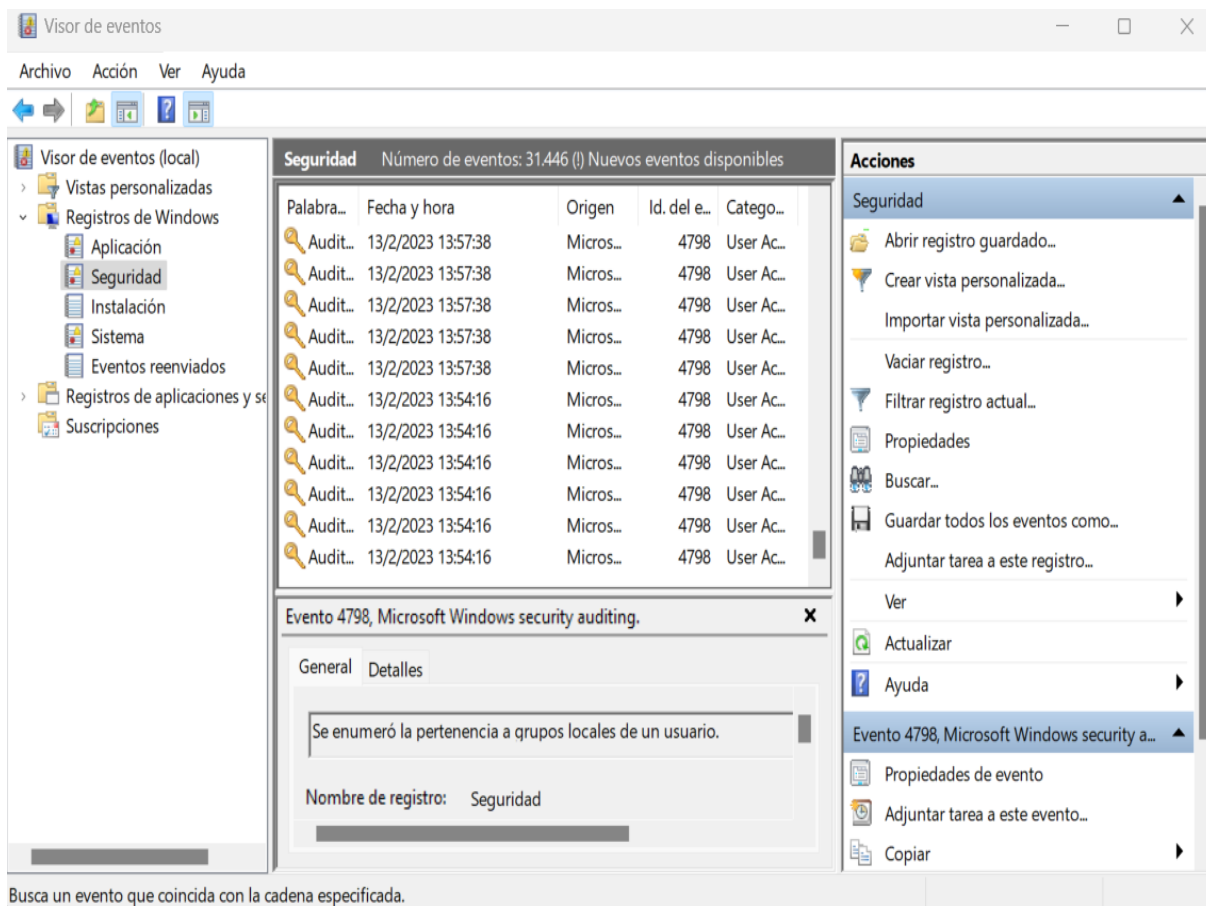 Visor de eventos
Archivo Acción Ver Ayuda
Visor de eventos (local)
Vistas personalizadas
Registros de Windows
Aplicación
Seguridad
Instalación
Sistema
Eventos reenviados
Registros de aplicaciones y se
Suscripciones
Seguridad Número de eventos: 31.446 (!) Nuevos eventos disponibles
Palabra... Fecha y hora Origen Id. del e... Catego...
Audit... 13/2/2023 13:57:38 Micros... 4798 User Ac...
Audit... 13/2/2023 13:57:38 Micros... 4798 User Ac...
Audit... 13/2/2023 13:57:38 Micros... 4798 User Ac...
Audit... 13/2/2023 13:57:38 Micros... 4798 User Ac...
Audit... 13/2/2023 13:57:38 Micros... 4798 User Ac...
Audit... 13/2/2023 13:54:16 Micros... 4798 User Ac...
Audit... 13/2/2023 13:54:16 Micros... 4798 User Ac...
Audit... 13/2/2023 13:54:16 Micros... 4798 User Ac...
Audit... 13/2/2023 13:54:16 Micros... 4798 User Ac...
Audit... 13/2/2023 13:54:16 Micros... 4798 User Ac...
Audit... 13/2/2023 13:54:16 Micros... 4798 User Ac...
Evento 4798, Microsoft Windows security auditing.
General Detalles
Se enumeró la pertenencia a grupos locales de un usuario.
Nombre de registro: Seguridad
Acciones
Seguridad
Abrir registro guardado...
Crear vista personalizada...
Importar vista personalizada...
Vaciar registro...
Filtrar registro actual...
Propiedades
Buscar...
Guardar todos los eventos como...
Adjuntar tarea a este registro...
Ver
Actualizar
Ayuda
Evento 4798, Microsoft Windows security a...
Propiedades de evento
Adjuntar tarea a este evento...
Copiar
Busca un evento que coincida con la cadena especificada.